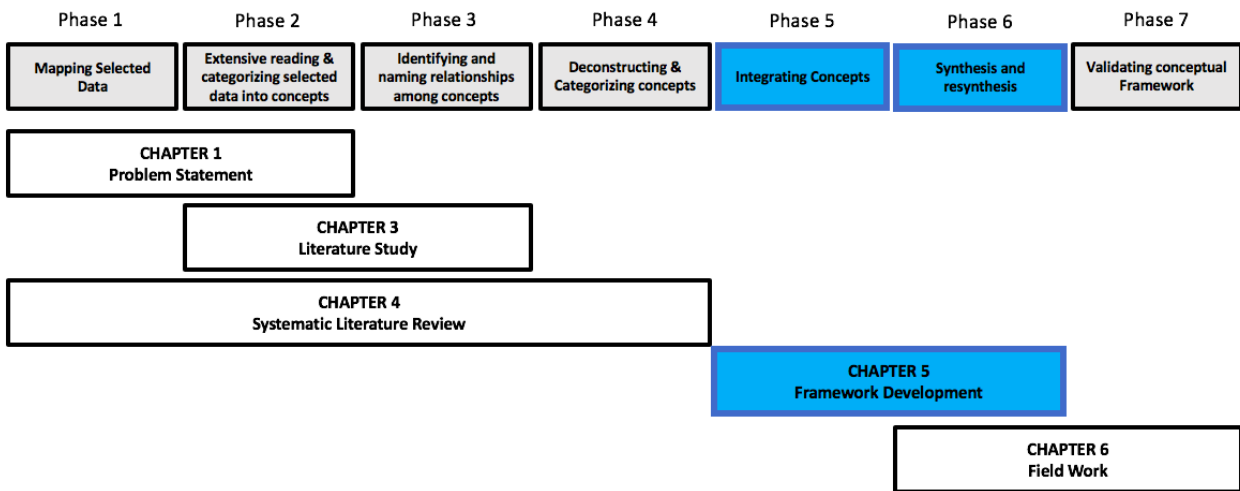 Phase 1
Phase 2
Phase 3
Phase 4
Phase 5
Phase 6
Phase 7
Mapping Selected
Data
Extensive reading &
categorizing selected
data into concepts
Identifying and
naming relationships
among concepts
Deconstructing &
Categorizing concepts
Integrating Concepts
Synthesis and
resynthesis
Validating conceptual
Framework
CHAPTER 1
Problem Statement
CHAPTER 3
Literature Study
CHAPTER 4
Systematic Literature Review
CHAPTER 5
Framework Development
CHAPTER 6
Field Work